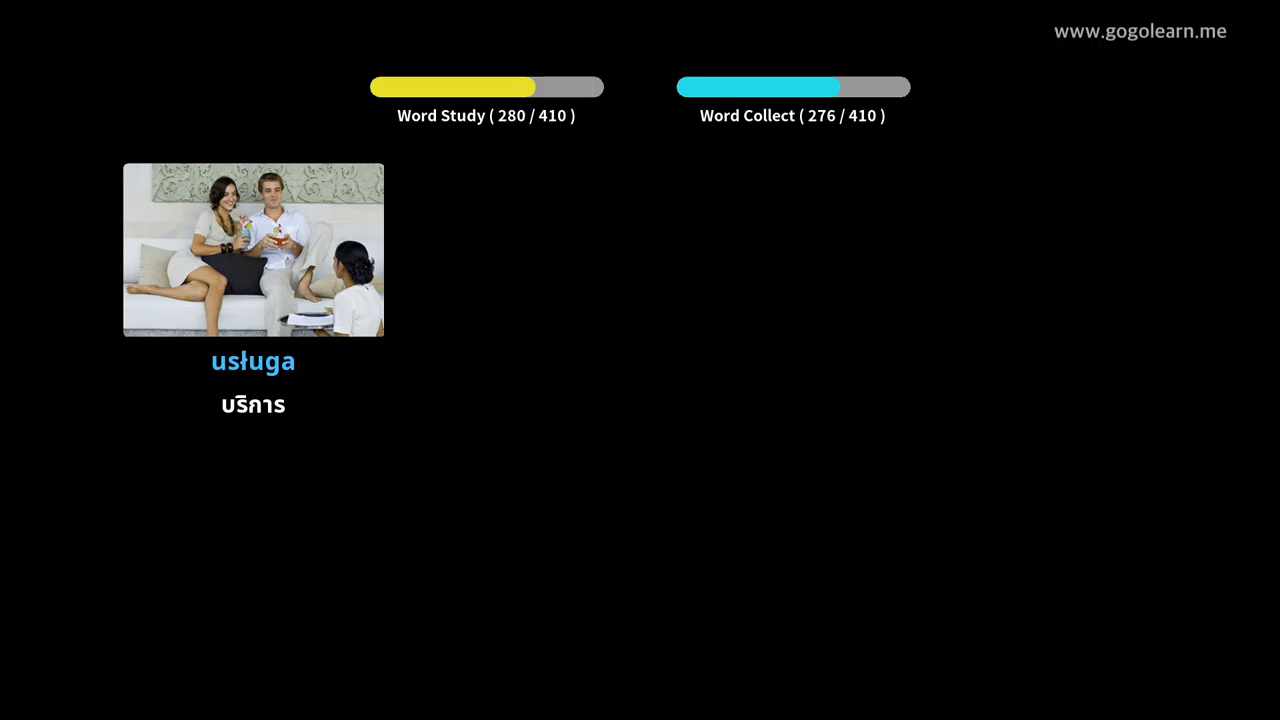 www.gogolearn.me
Word Study ( 280 / 410 )
Word Collect ( 276 / 410 )
usługa
บริการ